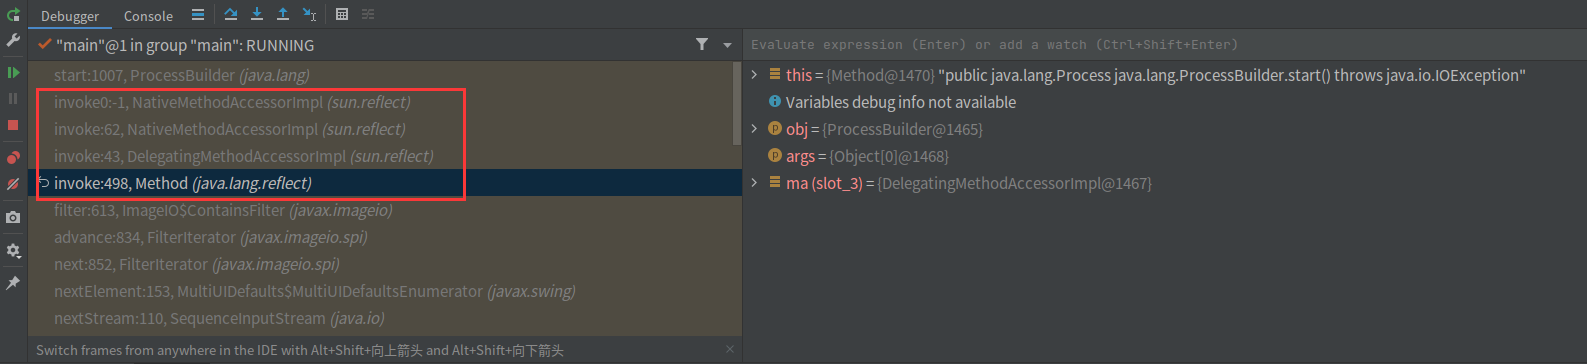 Debugger Console
"main"@1 in group "main": RUNNING
start:1007, ProcessBuilder (java.lang)
invoke0:-1, NativeMethodAccessorImpl (sun.reflect)
invoke:62, NativeMethodAccessorImpl (sun.reflect)
invoke:43, DelegatingMethodAccessorImpl (sun.reflect)
invoke:498, Method (java.lang.reflect)
filter:613, ImageIO$ContainsFilter (javax.imageio)
advance:834, FilterIterator (javax.imageio.spi)
next:852, FilterIterator (javax.imageio.spi)
nextElement:153, MultiUIDefaults$MultiUIDefaultsEnumerator (javax.swing)
nextStream:110, SequenceInputStream (java.io)
Switch frames from anywhere in the IDE with Alt+Shift+向上箭头 and Alt+Shift+向下箭头
Evaluate expression (Enter) or add a watch (Ctrl+Shift+Enter)
this = {Method@1470} "public java.lang.Process java.lang.ProcessBuilder.start() throws java.io.IOException"
Variables debug info not available
obj = {ProcessBuilder@1465}
args = {Object[0]@1468}
ma (slot_3) = {DelegatingMethodAccessorImpl@1467}